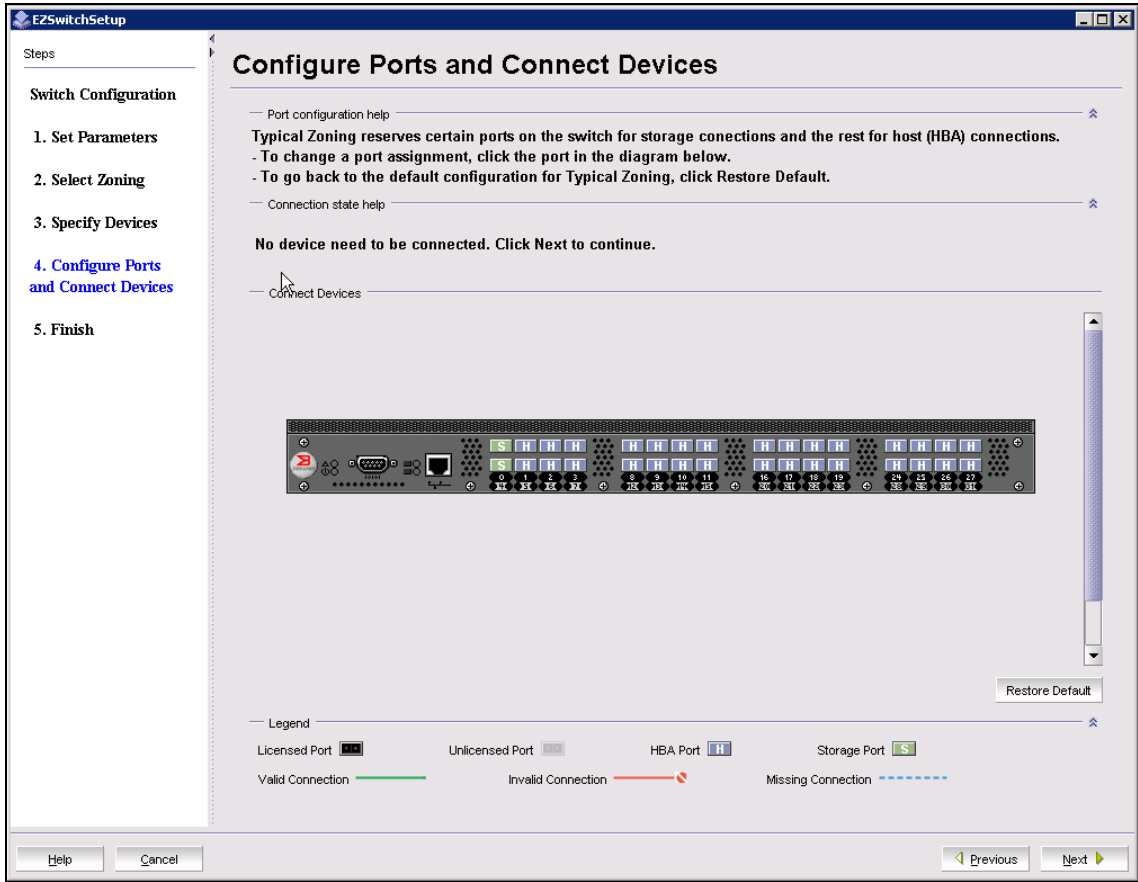 EZSwitchSetup
Steps
Switch Configuration
1. Set Parameters
2. Select Zoning
3. Specify Devices
4. Configure Ports
and Connect Devices
5. Finish
Configure Ports and Connect Devices
Port configuration help
Typical Zoning reserves certain ports on the switch for storage conections and the rest for host (HBA) connections.
- To change a port assignment, click the port in the diagram below.
- To go back to the default configuration for Typical Zoning, click Restore Default.
Connection state help
No device need to be connected. Click Next to continue.
Connect Devices
S H H H H H H H H H H H H H H H
S H H H H H H H H H H H H H H H
0 1 2 3 8 9 10 11 16 17 18 19 24 25 26 27
Restore Default
Legend
Licensed Port Unlicensed Port HBA Port H Storage Port S
Valid Connection Invalid Connection Missing Connection
Help Cancel Previous Next